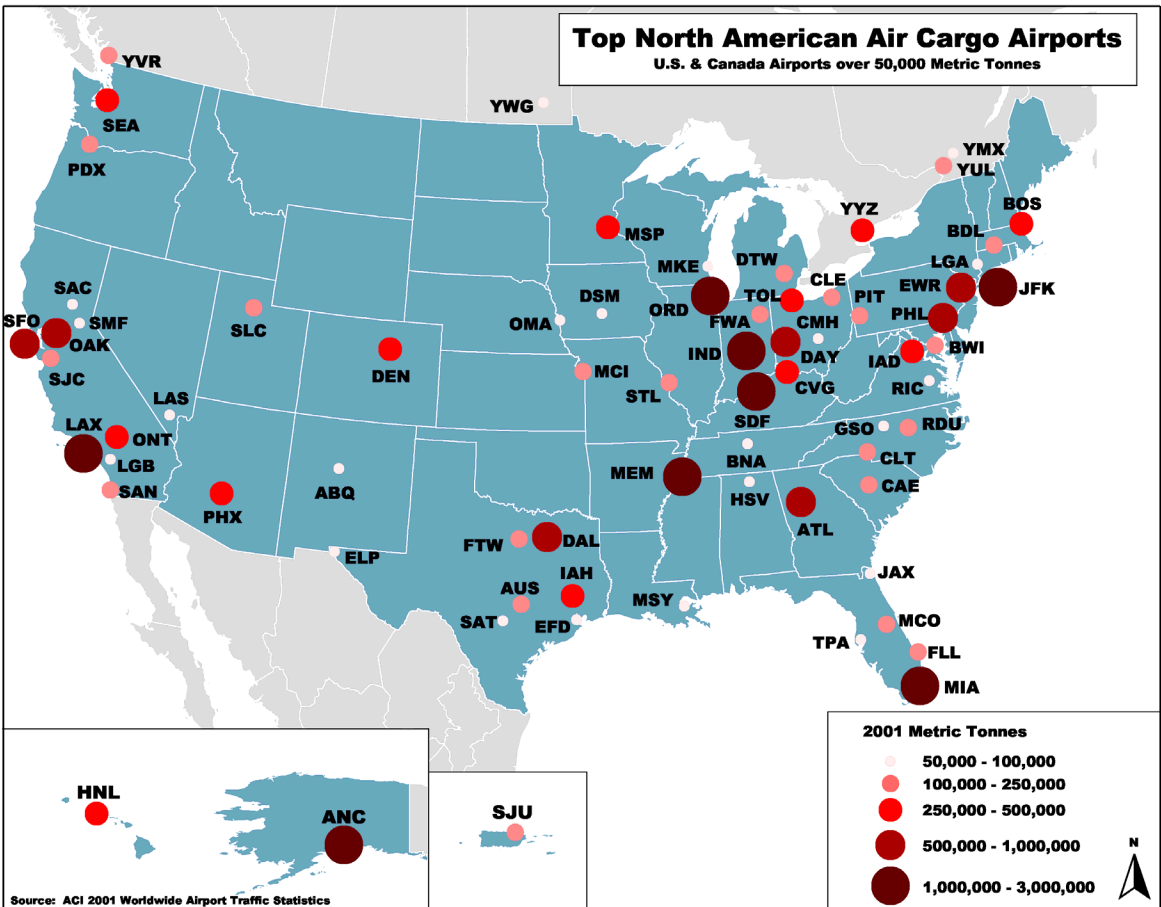 Top North American Air Cargo Airports
U.S. & Canada Airports over 50,000 Metric Tonnes
YVR
YWG
SEA
PDX
YMX
YUL
YYZ
BOS
MSP
BDL
MKE
DTW
LGA
CLE
SAC
DSM
ORD
TOL
PIT
EWR
JFK
SFO
SMF
SLC
OMA
FWA
CMH
PHL
OAK
IND
DAY
BWI
SJC
DEN
MCI
IAD
STL
CVG
RIC
LAS
LAX
SDF
GSO
RDU
ONT
LGB
BNA
CLT
MEM
SAN
ABQ
HSV
CAE
PHX
ATL
FTW
DAL
ELP
IAH
JAX
AUS
MSY
SAT
EFD
MCO
TPA
FLL
MIA
2001 Metric Tonnes
50,000 - 100,000
100,000 - 250,000
250,000 - 500,000
500,000 - 1,000,000
1,000,000 - 3,000,000
N
HNL
ANC
SJU
Source: ACI 2001 Worldwide Airport Traffic Statistics